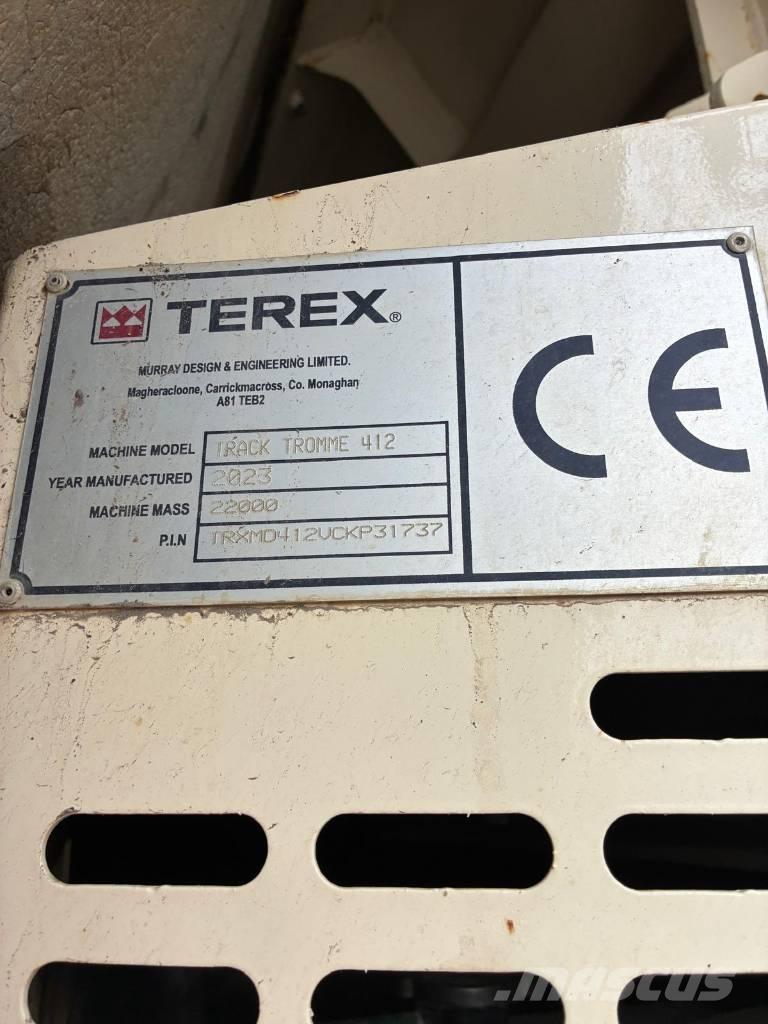 TEREX®
MURRAY DESIGN & ENGINEERING LIMITED.
Magheracloone, Carrickmacross, Co. Monaghan
A81 TEB2
MACHINE MODEL TRACK TROMME 412
YEAR MANUFACTURED 2023
MACHINE MASS 22000
P.I.N TRXMD412VCKP31737
CE
mascus